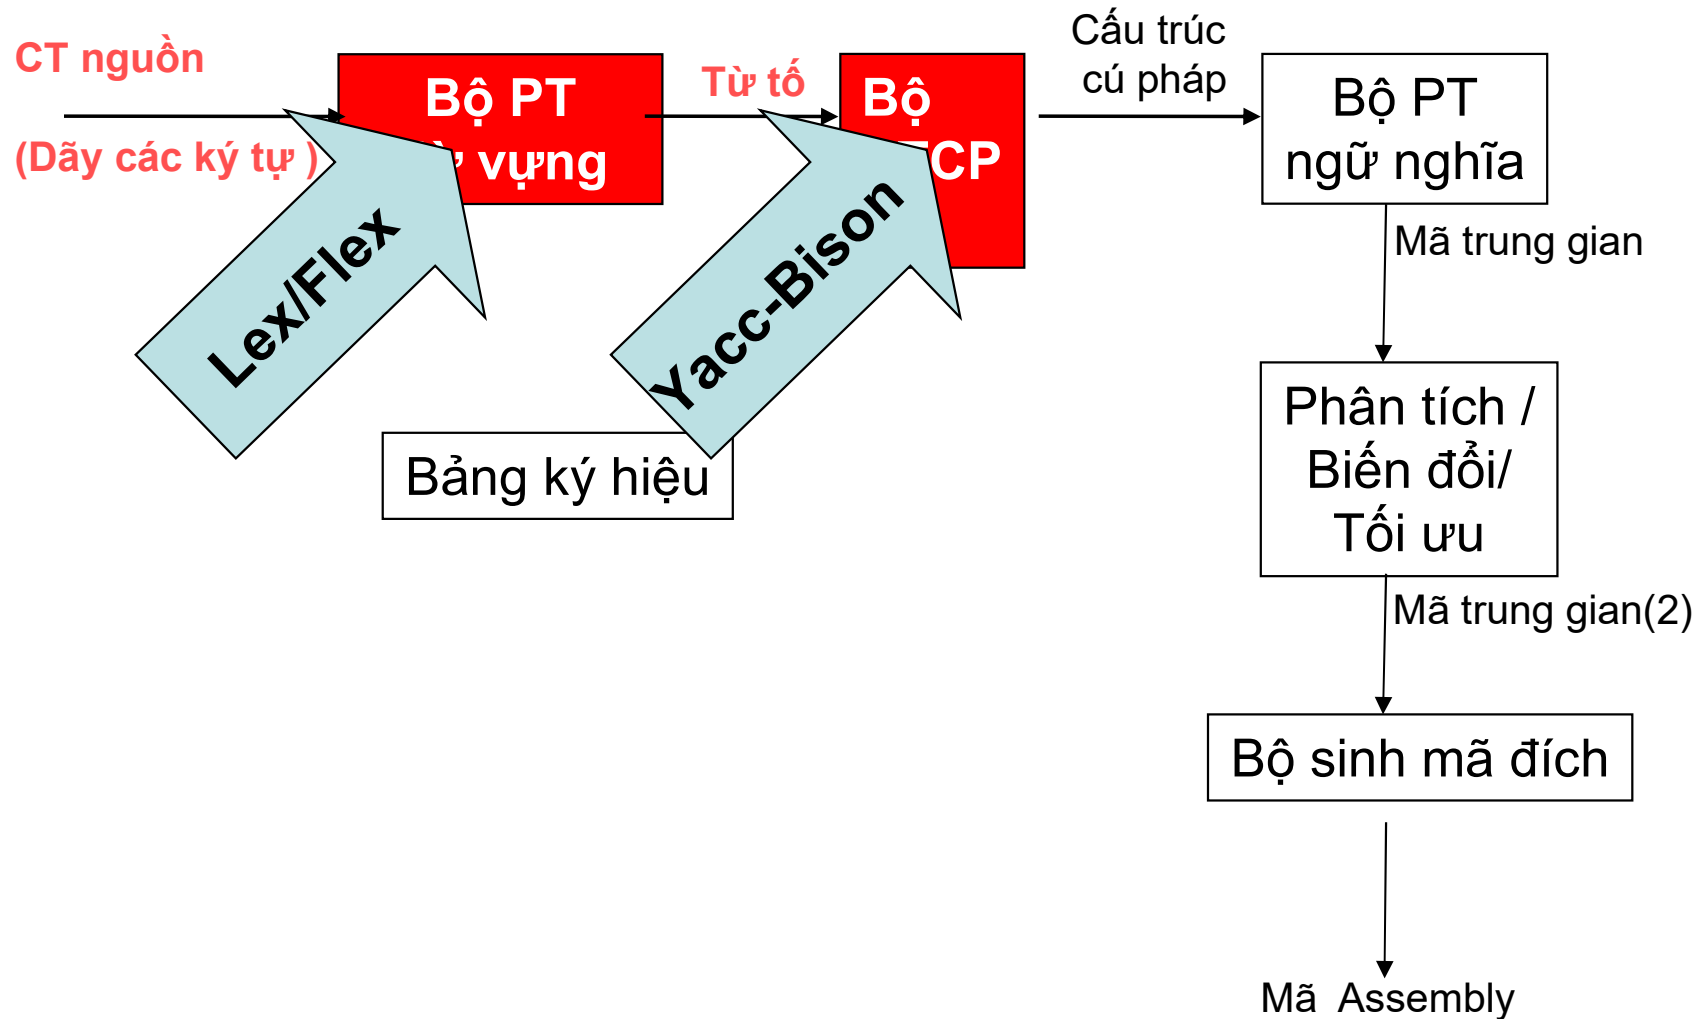 CT nguồn
(Dãy các ký tự )
Bộ PT
vựng
Từ tố
Bộ
CP
Cấu trúc
cú pháp
Bộ PT
ngữ nghĩa
Lex/Flex
Yacc-Bison
Mã trung gian
Bảng ký hiệu
Phân tích /
Biến đổi/
Tối ưu
Mã trung gian(2)
Bộ sinh mã đích
Mã Assembly